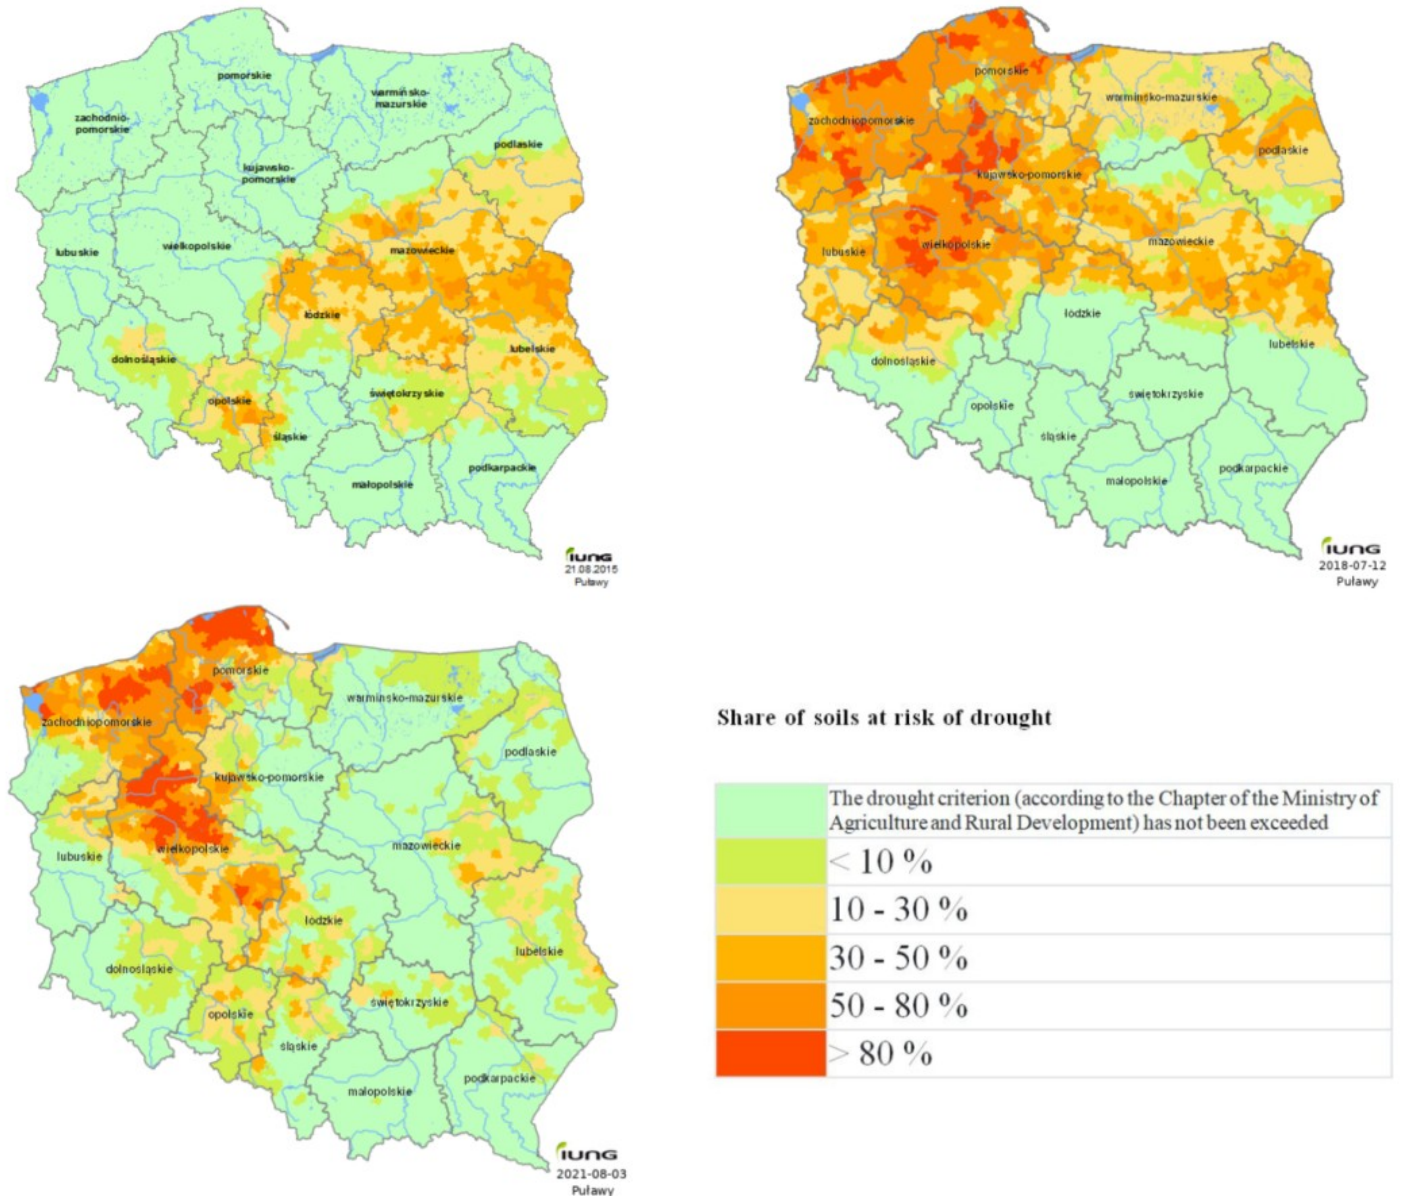 pomorskie
warmińsko-
mazurskie
zachodnio-
pomorskie
podlaskie
kujawsko-
pomorskie
wielkopolskie
mazowieckie
lubuskie
łódzkie
lubelskie
dolnośląskie
świętokrzyskie
opolskie
śląskie
podkarpackie
małopolskie
IUNG
21.08.2015
Puławy
pomorskie
warmińsko-mazurskie
zachodniopomorskie
podlaskie
kujawsko-pomorskie
wielkopolskie
mazowieckie
lubuskie
łódzkie
lubelskie
dolnośląskie
świętokrzyskie
opolskie
śląskie
podkarpackie
małopolskie
IUNG
2018-07-12
Puławy
pomorskie
warmińsko-mazurskie
zachodniopomorskie
podlaskie
kujawsko-pomorskie
wielkopolskie
mazowieckie
lubuskie
łódzkie
lubelskie
dolnośląskie
świętokrzyskie
opolskie
śląskie
podkarpackie
małopolskie
IUNG
2021-08-03
Puławy
Share of soils at risk of drought
The drought criterion (according to the Chapter of the Ministry of
Agriculture and Rural Development) has not been exceeded
< 10 %
10 - 30 %
30 - 50 %
50 - 80 %
> 80 %